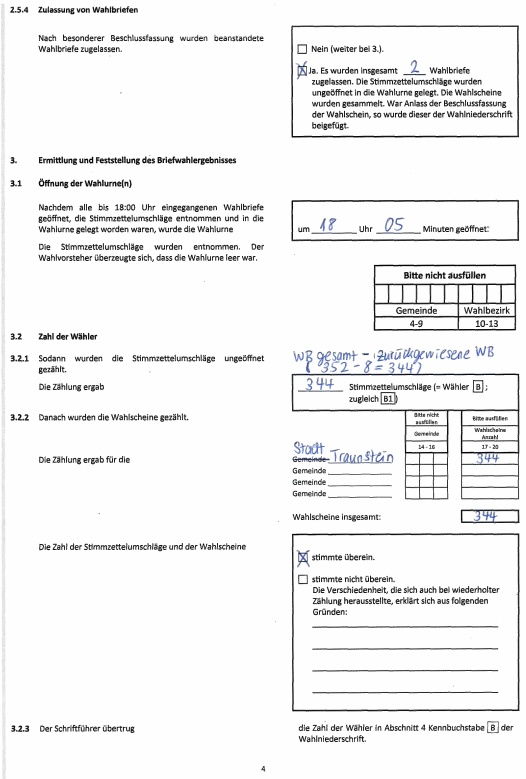 2.5.4 Zulassung von Wahlbriefen
Nach besonderer Beschlussfassung wurden beanstandete
Wahlbriefe zugelassen.
Nein (weiter bei 3.).
X Ja. Es wurden insgesamt 2 Wahlbriefe
zugelassen. Die Stimmzettelumschläge wurden
ungeöffnet in die Wahlurne gelegt. Die Wahlscheine
wurden gesammelt. War Anlass der Beschlussfassung
der Wahlschein, so wurde dieser der Wahlniederschrift
beigefügt.
3. Ermittlung und Feststellung des Briefwahlergebnisses
3.1 Öffnung der Wahlurne(n)
Nachdem alle bis 18:00 Uhr eingegangenen Wahlbriefe
geöffnet, die Stimmzettelumschläge entnommen und in die
Wahlurne gelegt worden waren, wurde die Wahlurne
um 18 Uhr 05 Minuten geöffnet.
Die Stimmzettelumschläge wurden entnommen. Der
Wahlvorsteher überzeugte sich, dass die Wahlurne leer war.
Bitte nicht ausfüllen
Gemeinde Wahlbezirk
4-9 10-13
3.2 Zahl der Wähler
3.2.1 Sodann wurden die Stimmzettelumschläge ungeöffnet
gezählt.
WB gesamt - zurückgewiesene WB
(352 - 8 = 344)
Die Zählung ergab
344 Stimmzettelumschläge (= Wähler B ;
zugleich B1)
3.2.2 Danach wurden die Wahlscheine gezählt.
Bitte nicht
ausfüllen
Bitte ausfüllen
Gemeinde
Wahlscheine
Anzahl
14 - 16 17 - 20
Die Zählung ergab für die
Stadt
Gemeinde Traunstein 344
Gemeinde
Gemeinde
Gemeinde
Wahlscheine insgesamt: 344
Die Zahl der Stimmzettelumschläge und der Wahlscheine
X stimmte überein.
stimmte nicht überein.
Die Verschiedenheit, die sich auch bei wiederholter
Zählung herausstellte, erklärt sich aus folgenden
Gründen:
3.2.3 Der Schriftführer übertrug
die Zahl der Wähler in Abschnitt 4 Kennbuchstabe B der
Wahlniederschrift.
4